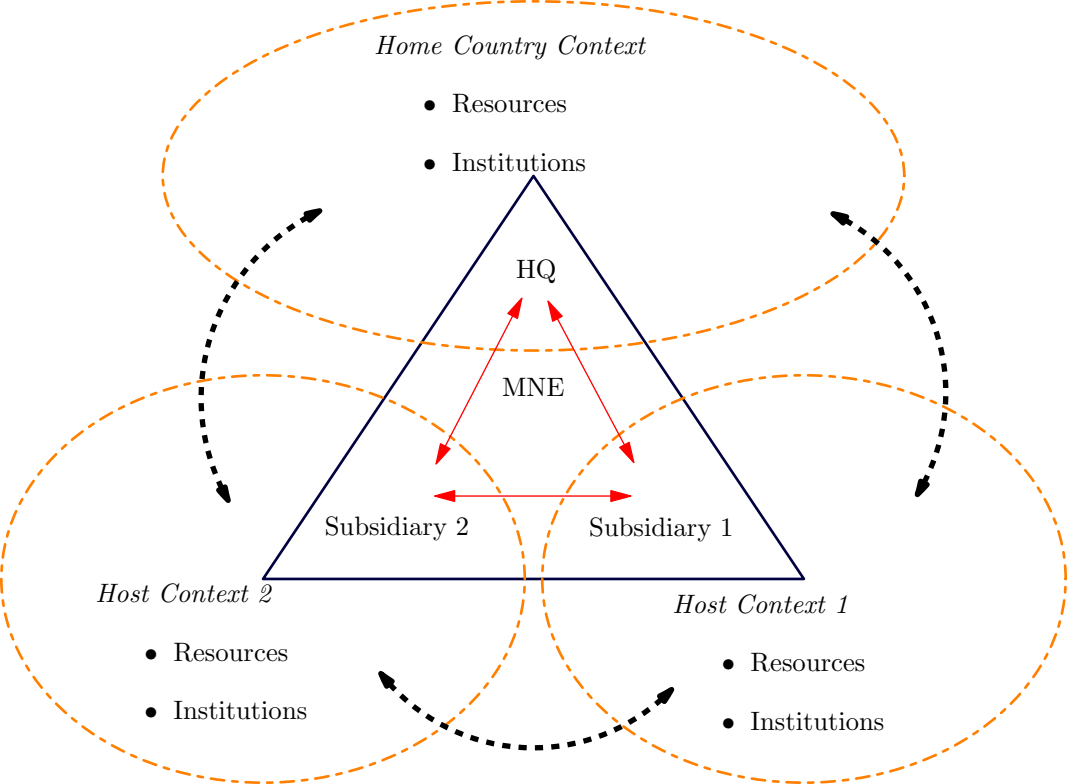 Home Country Context
• Resources
• Institutions
HQ
MNE
Subsidiary 2
Subsidiary 1
Host Context 2
• Resources
• Institutions
Host Context 1
• Resources
• Institutions